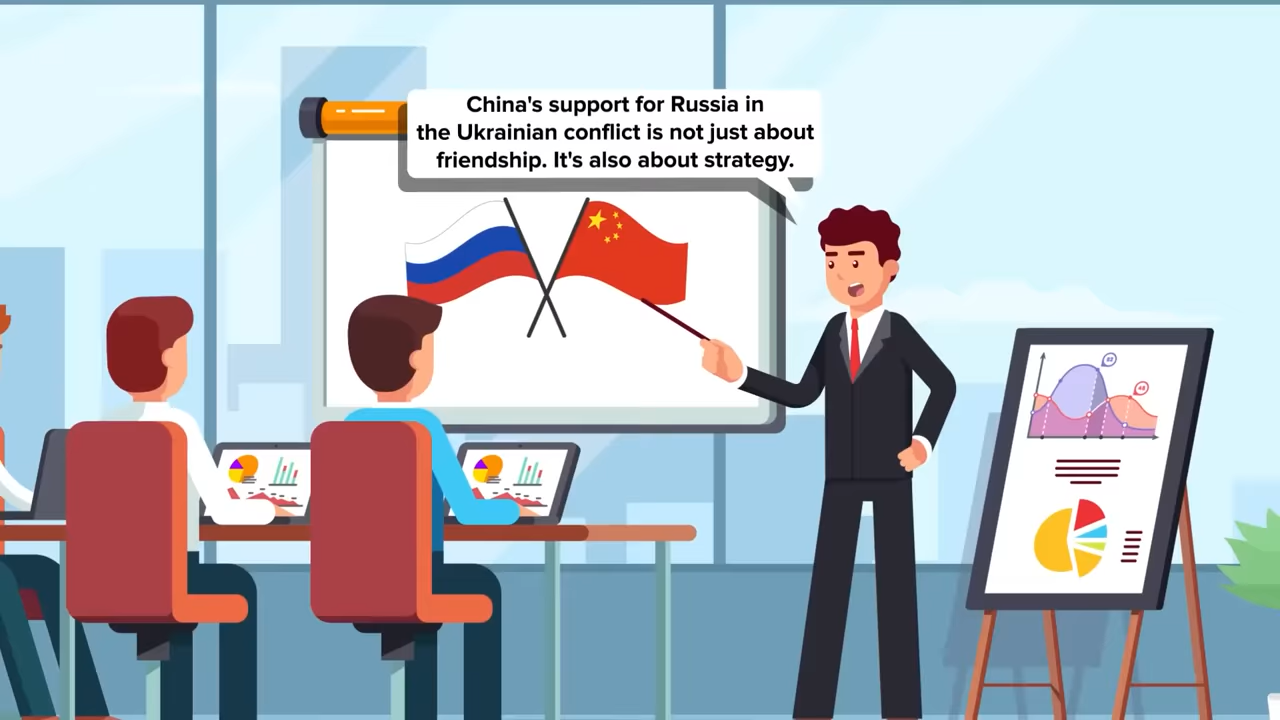 China's support for Russia in
the Ukrainian conflict is not just about
friendship. It's also about strategy.